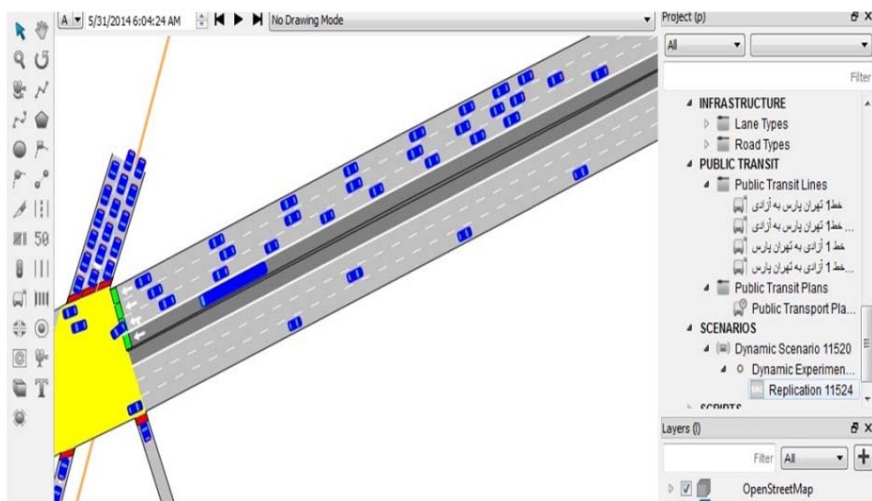 A
5/31/2014 6:04:24 AM
No Drawing Mode
Project (p)
All
Filter
INFRASTRUCTURE
Lane Types
Road Types
PUBLIC TRANSIT
Public Transit Lines
خط1 تهران پارس به آزادی
خط1 تهران پارس به آزادی ...
خط 1 آزادی به تهران پارس
خط1 آزادی به تهران پارس ...
Public Transit Plans
Public Transport Pla...
SCENARIOS
Dynamic Scenario 11520
Dynamic Experimen...
Replication 11524
SCRIPTS
Layers (l)
Filter
All
OpenStreetMap
50
T